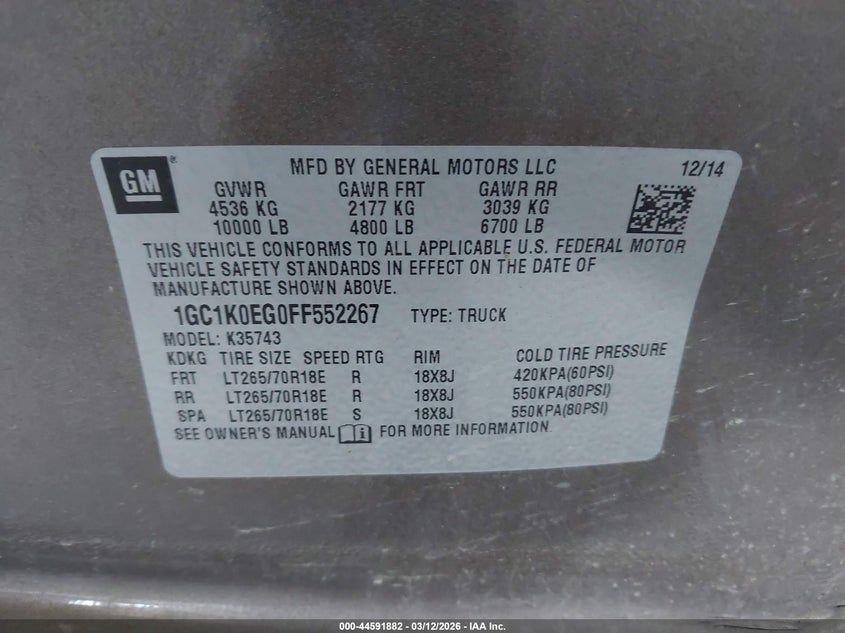 GM ®
MFD BY GENERAL MOTORS LLC 12/14
GVWR GAWR FRT GAWR RR
4536 KG 2177 KG 3039 KG
10000 LB 4800 LB 6700 LB
THIS VEHICLE CONFORMS TO ALL APPLICABLE U.S. FEDERAL MOTOR
VEHICLE SAFETY STANDARDS IN EFFECT ON THE DATE OF
MANUFACTURE SHOWN ABOVE.
1GC1K0EG0FF552267 TYPE: TRUCK
MODEL: K35743
KDKG TIRE SIZE SPEED RTG RIM COLD TIRE PRESSURE
FRT LT265/70R18E R 18X8J 420KPA(60PSI)
RR LT265/70R18E R 18X8J 550KPA(80PSI)
SPA LT265/70R18E S 18X8J 550KPA(80PSI)
SEE OWNER'S MANUAL i FOR MORE INFORMATION.
000-44591882 — 03/12/2026 — IAA Inc.